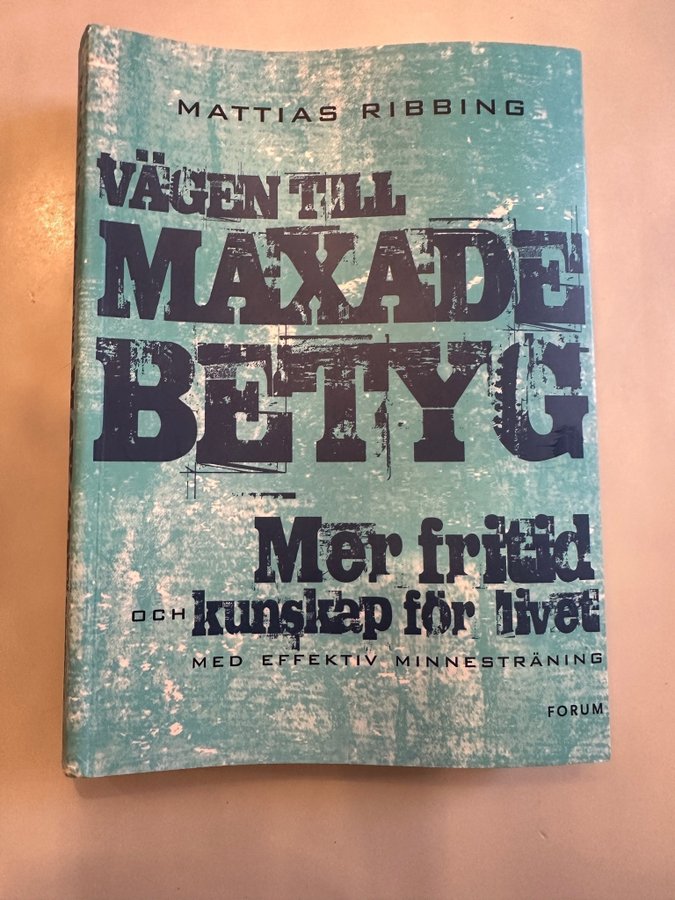 MATTIAS RIBBING
VÄGEN TILL
MAXADE
BETYG
Mer fritid
OCH kunskap för livet
MED EFFEKTIV MINNESTRÄNING
FORUM